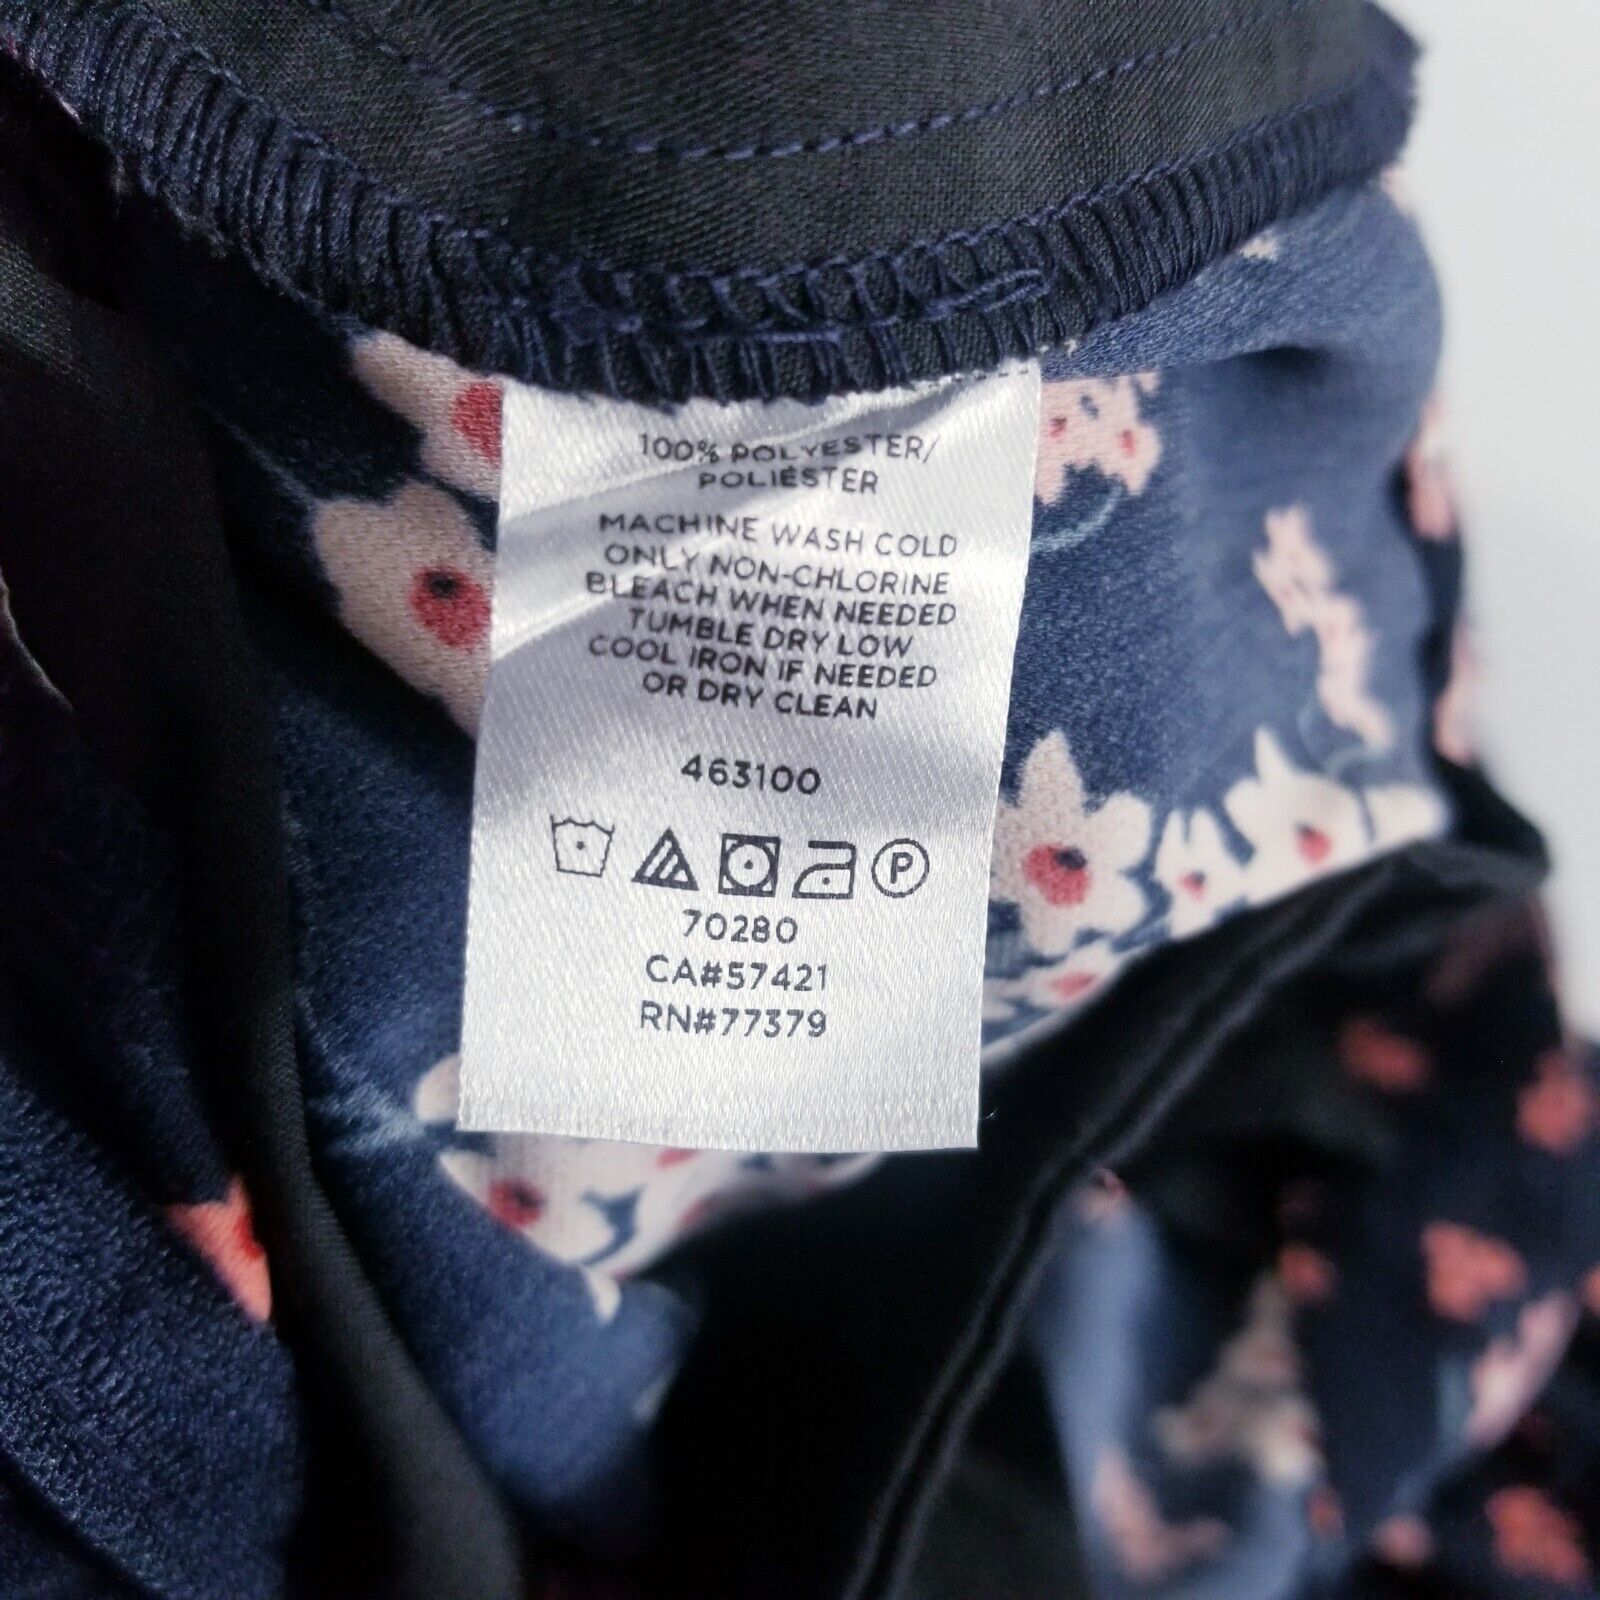 100% POLYESTER/
POLIÉSTER
MACHINE WASH COLD
ONLY NON-CHLORINE
BLEACH WHEN NEEDED
TUMBLE DRY LOW
COOL IRON IF NEEDED
OR DRY CLEAN
463100
P
70280
CA#57421
RN#77379